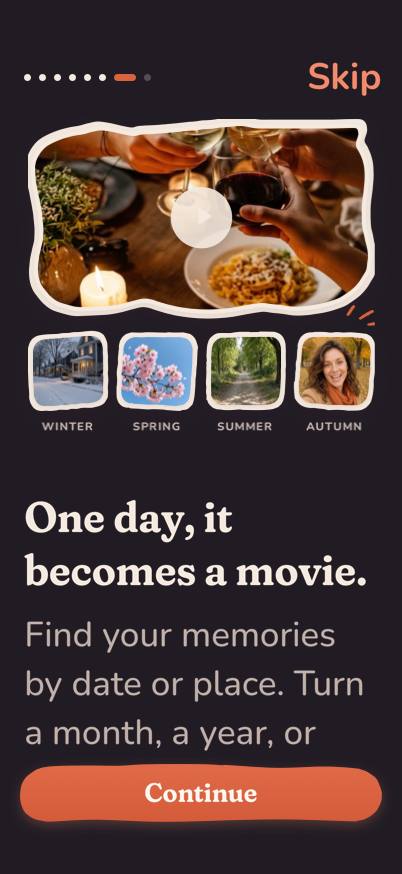 Skip
WINTER
SPRING
SUMMER
AUTUMN
One day, it
becomes a movie.
Find your memories
by date or place. Turn
a month, a year, or
Continue